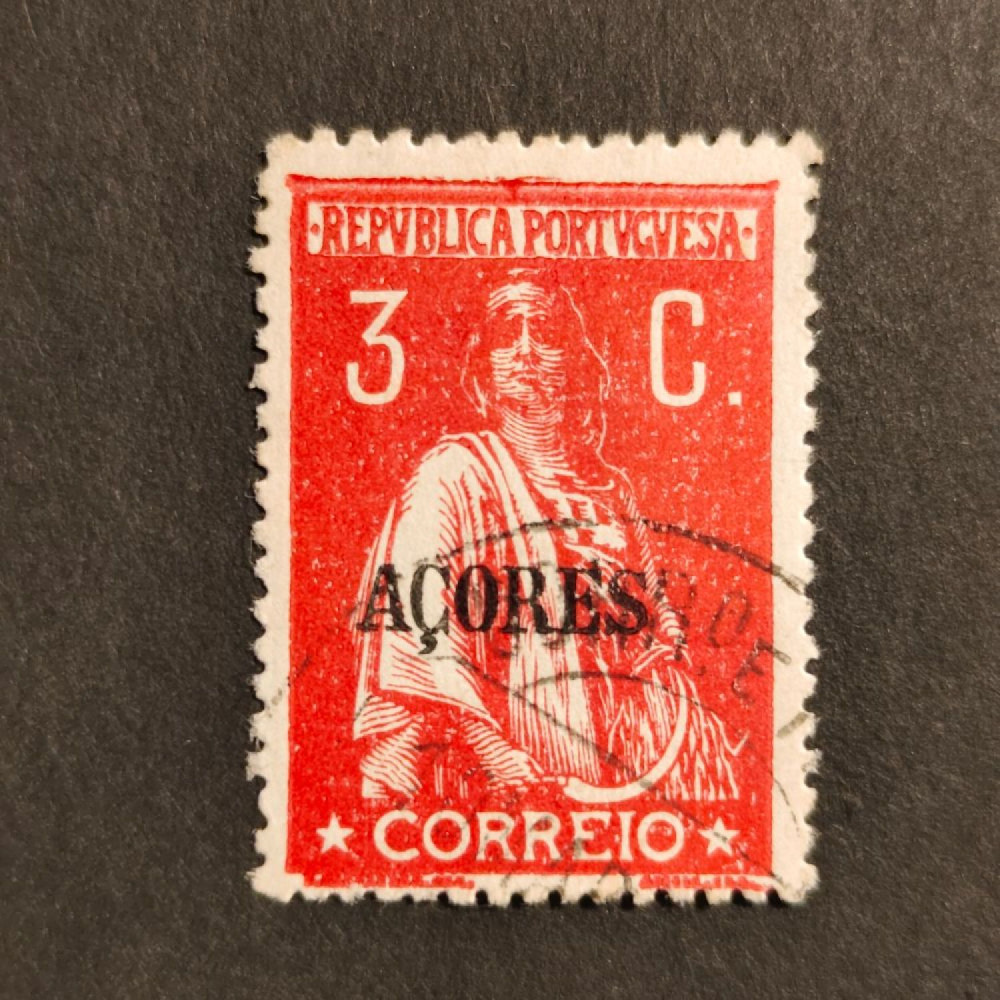 ·REPVBLICA PORTVGVESA·
3 C.
AÇORES
CORREIO